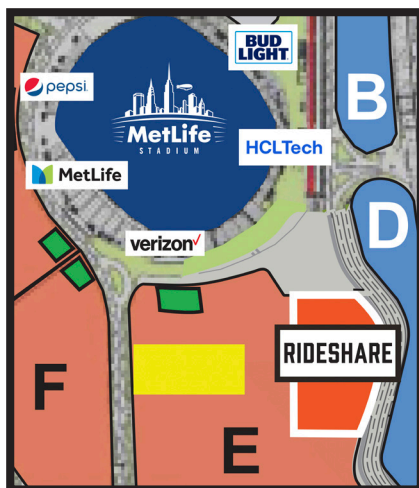 BUD
LIGHT
pepsi
B
MetLife
STADIUM
HCLTech
MetLife
D
verizon
RIDESHARE
F
E